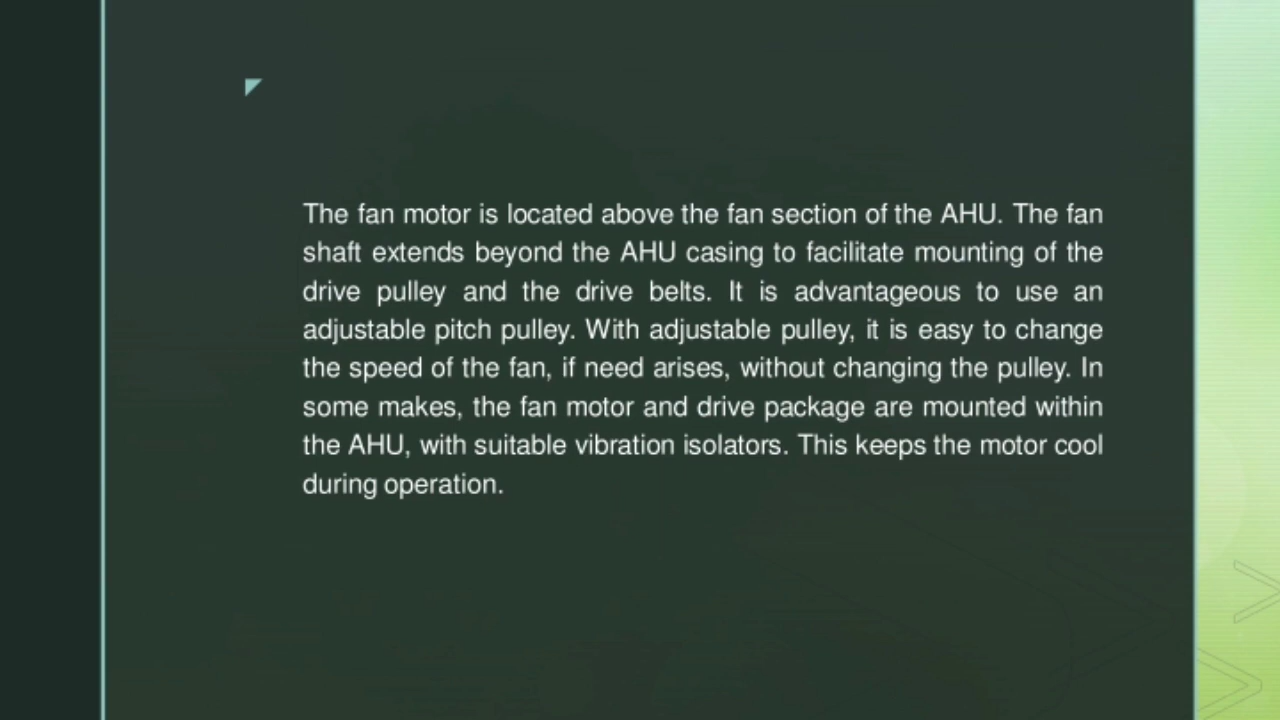 The fan motor is located above the fan section of the AHU. The fan
shaft extends beyond the AHU casing to facilitate mounting of the
drive pulley and the drive belts. It is advantageous to use an
adjustable pitch pulley. With adjustable pulley, it is easy to change
the speed of the fan, if need arises, without changing the pulley. In
some makes, the fan motor and drive package are mounted within
the AHU, with suitable vibration isolators. This keeps the motor cool
during operation.